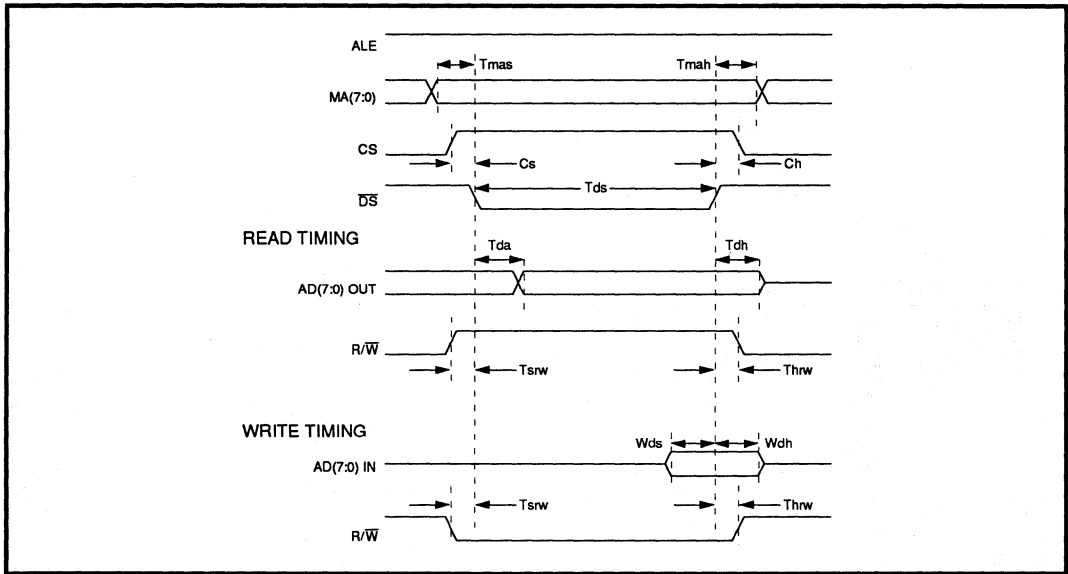 ALE
Tmas Tmah
MA(7:0)
CS
Cs Ch
Tds
D̅S̅
READ TIMING
Tda Tdh
AD(7:0) OUT
R/W̅
Tsrw Thrw
WRITE TIMING
Wds Wdh
AD(7:0) IN
Tsrw Thrw
R/W̅